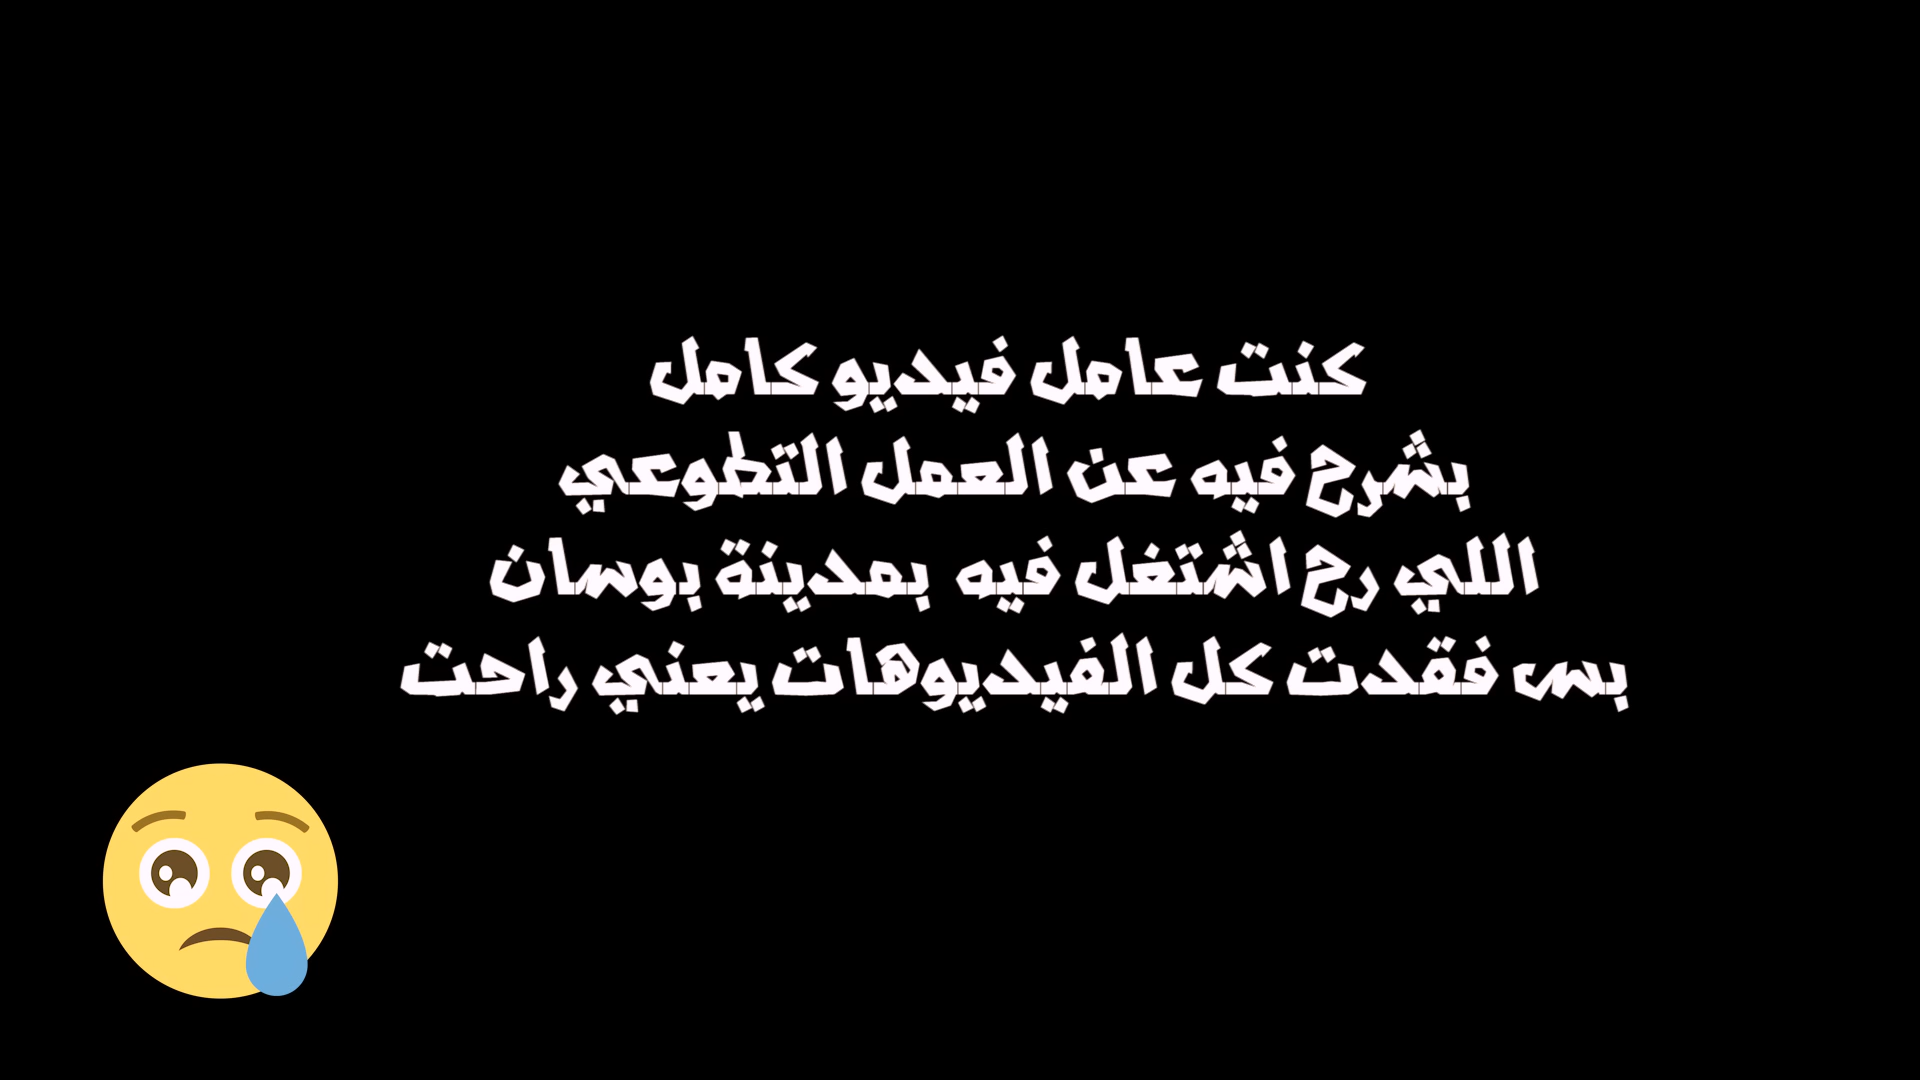 كنت عامل فيديو كامل
بشرح فيه عن العمل التطوعي
اللي رح اشتغل فيه بمدينة بوسان
بس فقدت كل الفيديوهات يعني راحت